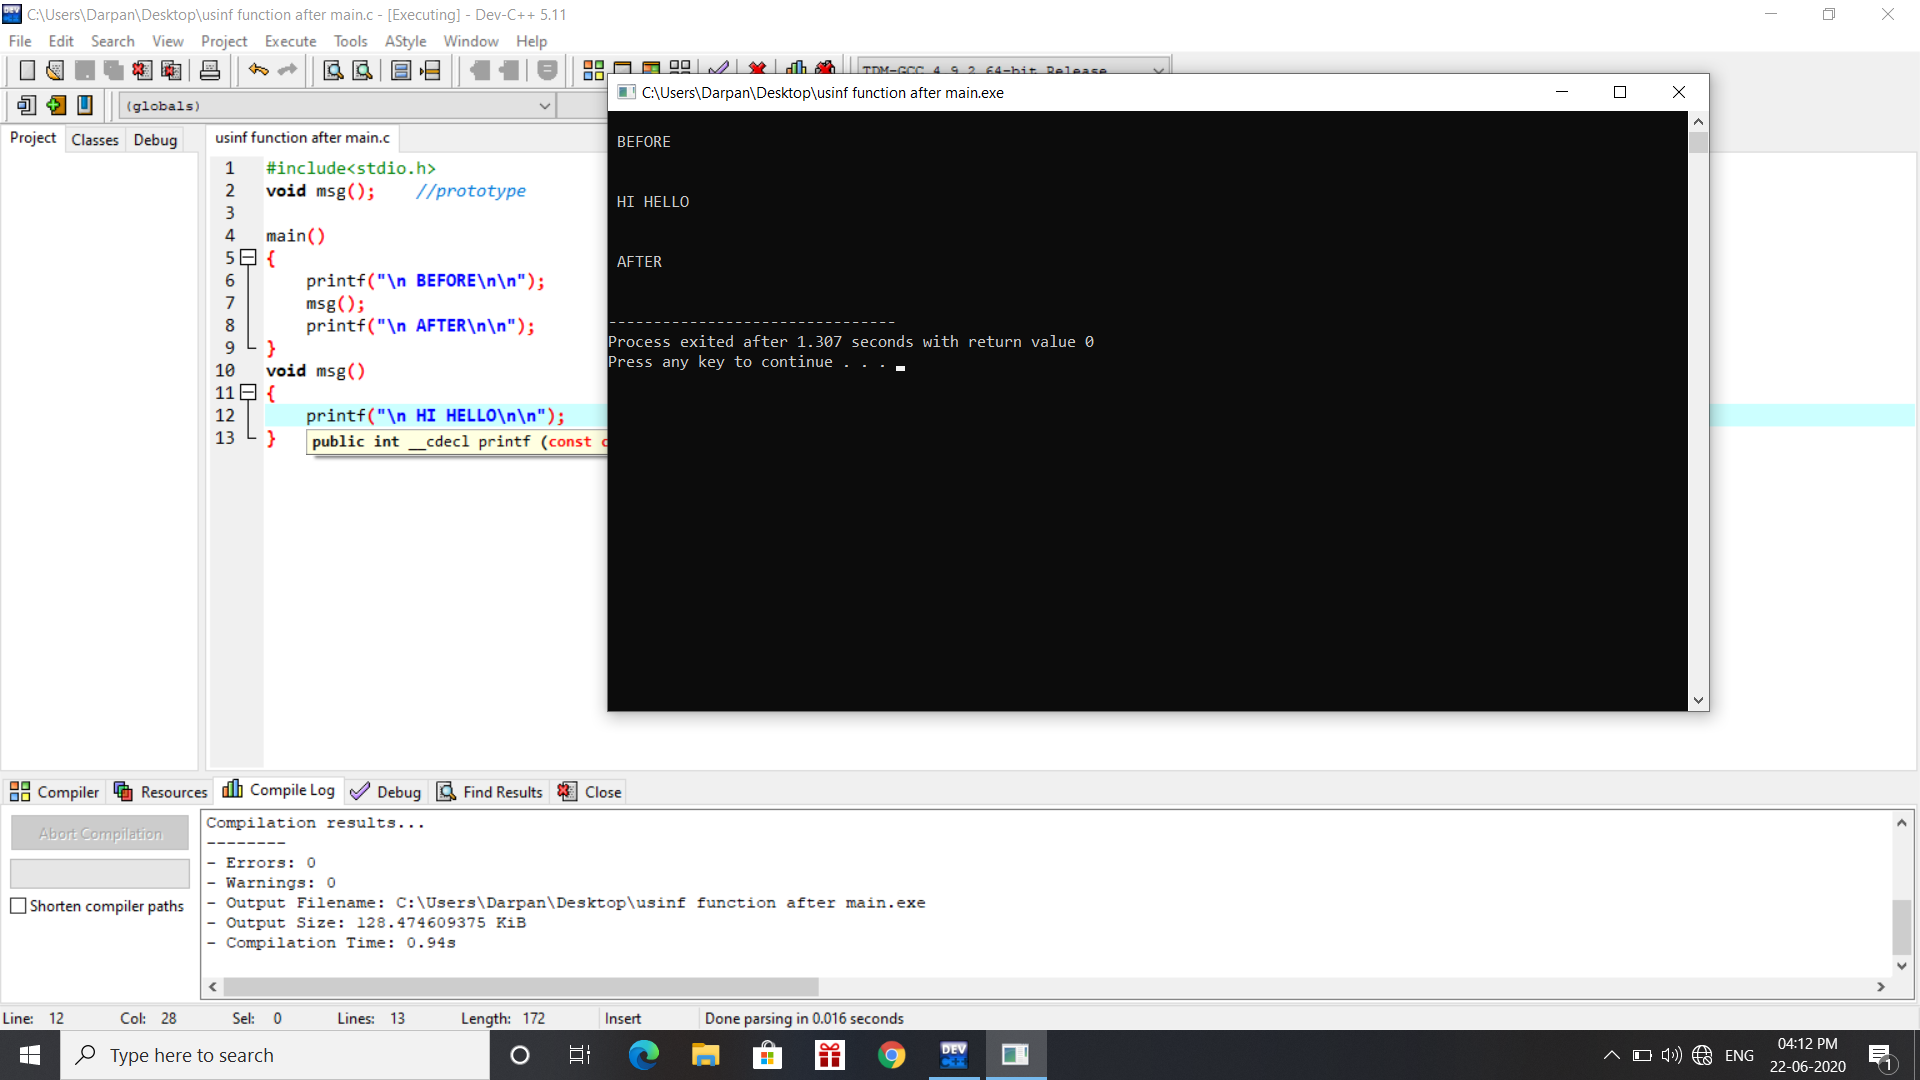 C:\Users\Darpan\Desktop\usinf function after main.c - [Executing] - Dev-C++ 5.11
File Edit Search View Project Execute Tools AStyle Window Help
TDM-GCC 4.9.2 64-bit Release
(globals)
Project Classes Debug
usinf function after main.c
1 #include<stdio.h>
2 void msg(); //prototype
3
4 main()
5 {
6 printf("\n BEFORE\n\n");
7 msg();
8 printf("\n AFTER\n\n");
9 }
10 void msg()
11 {
12 printf("\n HI HELLO\n\n");
13 }
public int __cdecl printf (const
C:\Users\Darpan\Desktop\usinf function after main.exe
BEFORE
HI HELLO
AFTER
--------------------------------
Process exited after 1.307 seconds with return value 0
Press any key to continue . . .
Compiler Resources Compile Log Debug Find Results Close
Abort Compilation
Shorten compiler paths
Compilation results...
--------
- Errors: 0
- Warnings: 0
- Output Filename: C:\Users\Darpan\Desktop\usinf function after main.exe
- Output Size: 128.474609375 KiB
- Compilation Time: 0.94s
Line: 12 Col: 28 Sel: 0 Lines: 13 Length: 172 Insert Done parsing in 0.016 seconds
Type here to search
DEV C++
ENG
04:12 PM
22-06-2020
1